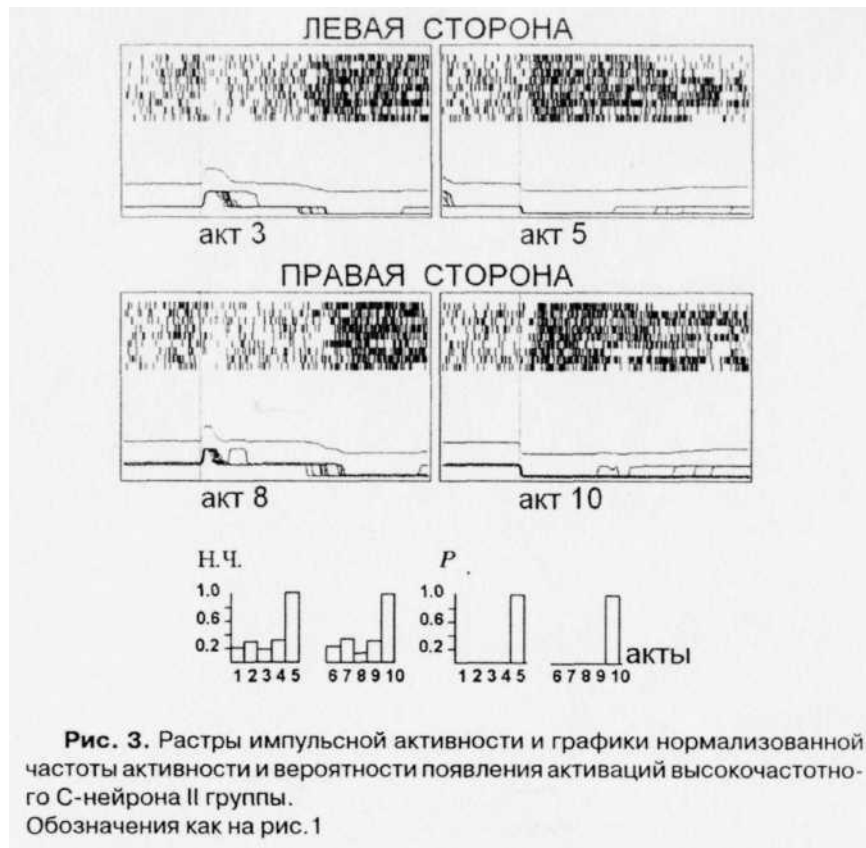 ЛЕВАЯ СТОРОНА
акт 3 акт 5
ПРАВАЯ СТОРОНА
акт 8 акт 10
Н.Ч. P
1.0 1.0
0.6 0.6
0.2 0.2
акты
1 2 3 4 5 6 7 8 9 10 1 2 3 4 5 6 7 8 9 10
Рис. 3. Растры импульсной активности и графики нормализованной
частоты активности и вероятности появления активаций высокочастотно-
го С-нейрона II группы.
Обозначения как на рис.1